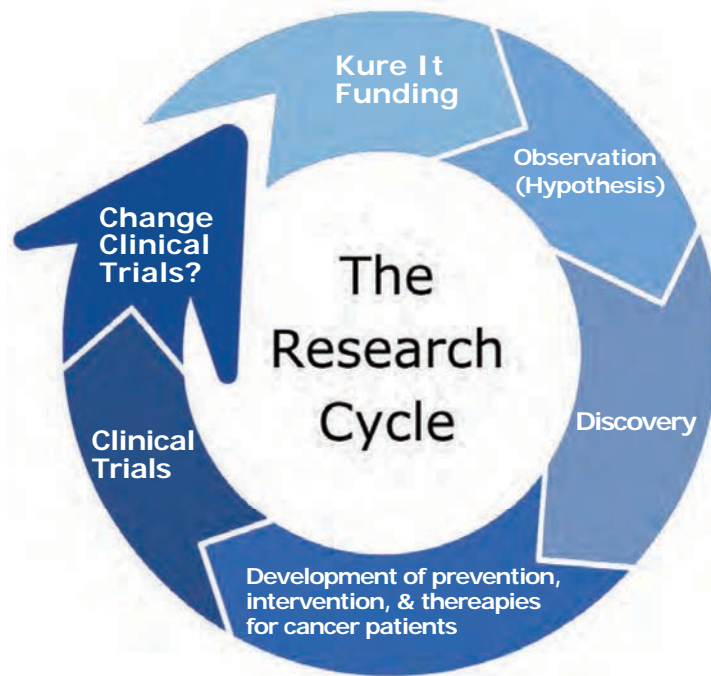 Kure It
Funding
Observation
(Hypothesis)
Discovery
Development of prevention,
intervention, & thereapies
for cancer patients
Clinical
Trials
Change
Clinical
Trials?
The
Research
Cycle